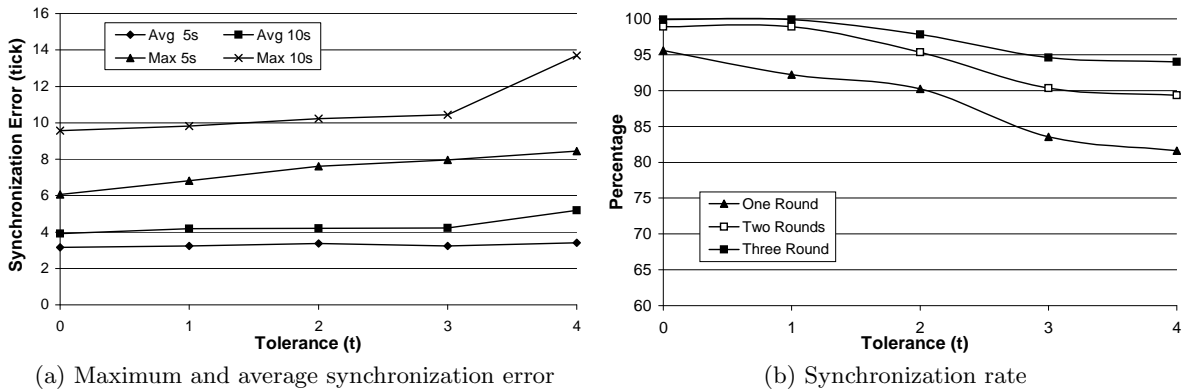 Synchronization Error (tick)
16
14
12
10
8
6
4
2
0
Avg 5s
Avg 10s
Max 5s
Max 10s
0 1 2 3 4
Tolerance (t)
(a) Maximum and average synchronization error
Percentage
100
95
90
85
80
75
70
65
60
One Round
Two Rounds
Three Round
0 1 2 3 4
Tolerance (t)
(b) Synchronization rate